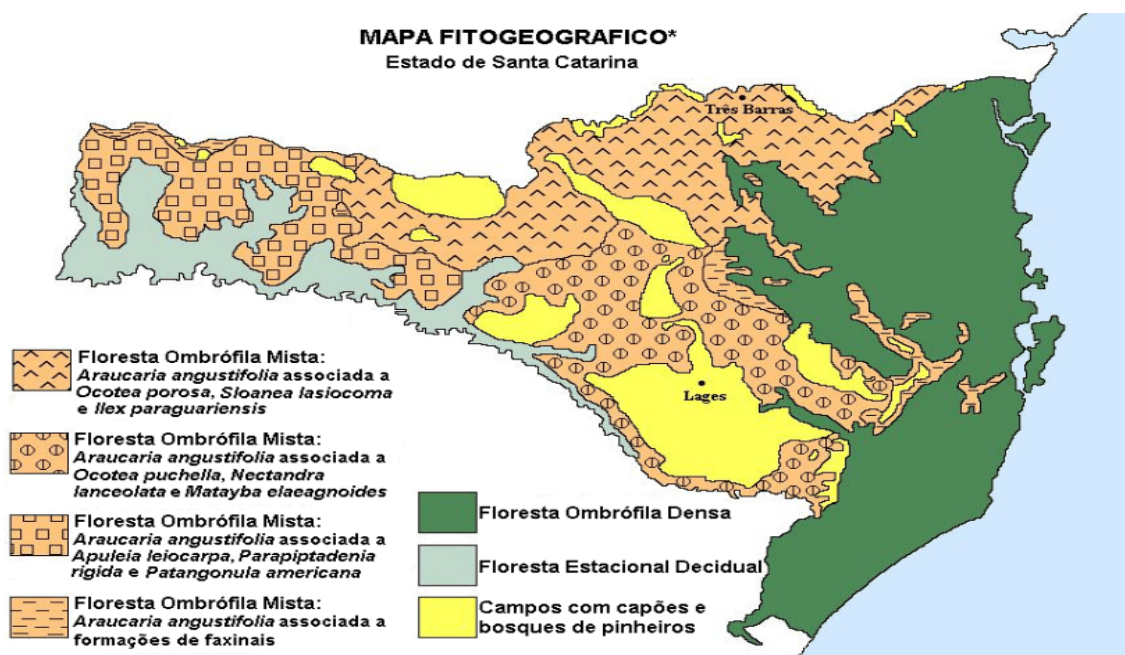 MAPA FITOGEOGRAFICO*
Estado de Santa Catarina
Três Barras
Lages
Floresta Ombrófila Mista:
Araucaria angustifolia associada a
Ocotea porosa, Sloanea lasiocoma
e Ilex paraguariensis
Floresta Ombrófila Mista:
Araucaria angustifolia associada a
Ocotea puchella, Nectandra
lanceolata e Matayba elaeagnoides
Floresta Ombrófila Mista:
Araucaria angustifolia associada a
Apuleia leiocarpa, Parapiptadenia
rigida e Patangonula americana
Floresta Ombrófila Mista:
Araucaria angustifolia associada a
formações de faxinais
Floresta Ombrófila Densa
Floresta Estacional Decidual
Campos com capões e
bosques de pinheiros